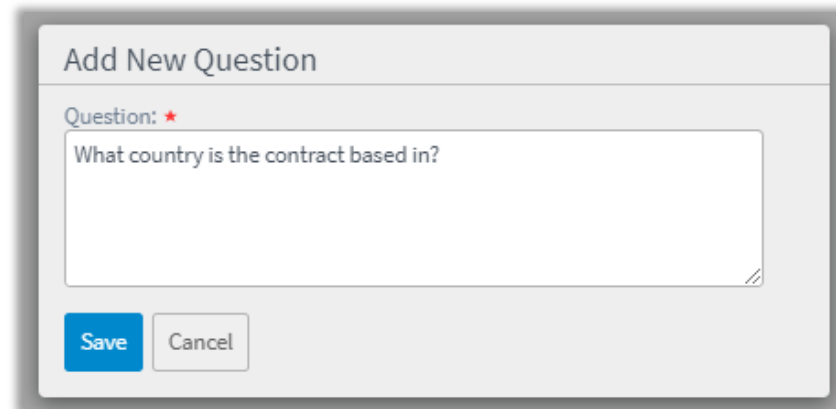 Add New Question
Question: ★
What country is the contract based in?
Save
Cancel